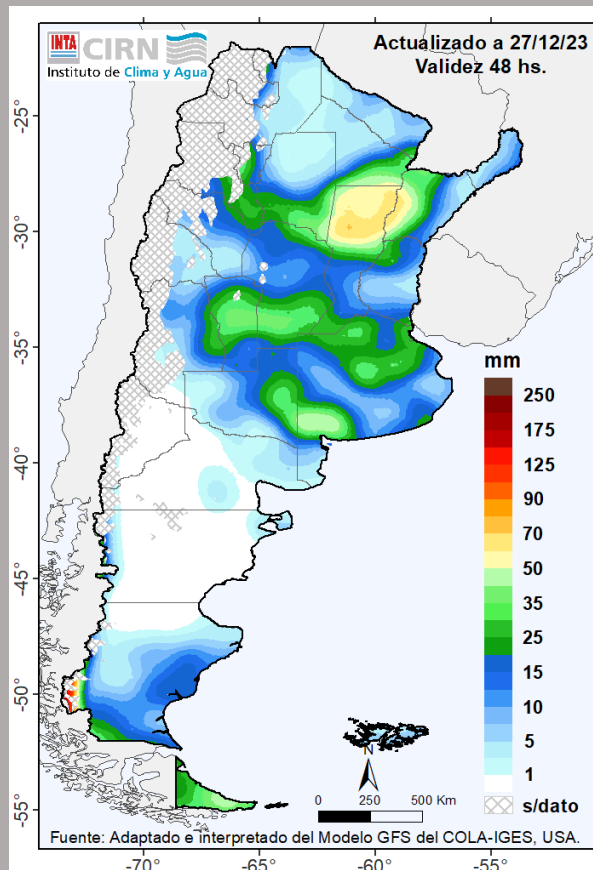 INTA
CIRN
Instituto de Clima y Agua
Actualizado a 27/12/23
Validez 48 hs.
-25°
-30°
-35°
-40°
-45°
-50°
-55°
mm
250
175
125
90
70
50
35
25
15
10
5
1
s/dato
N
0 250 500 Km
Fuente: Adaptado e interpretado del Modelo GFS del COLA-IGES, USA.
-70° -65° -60° -55°